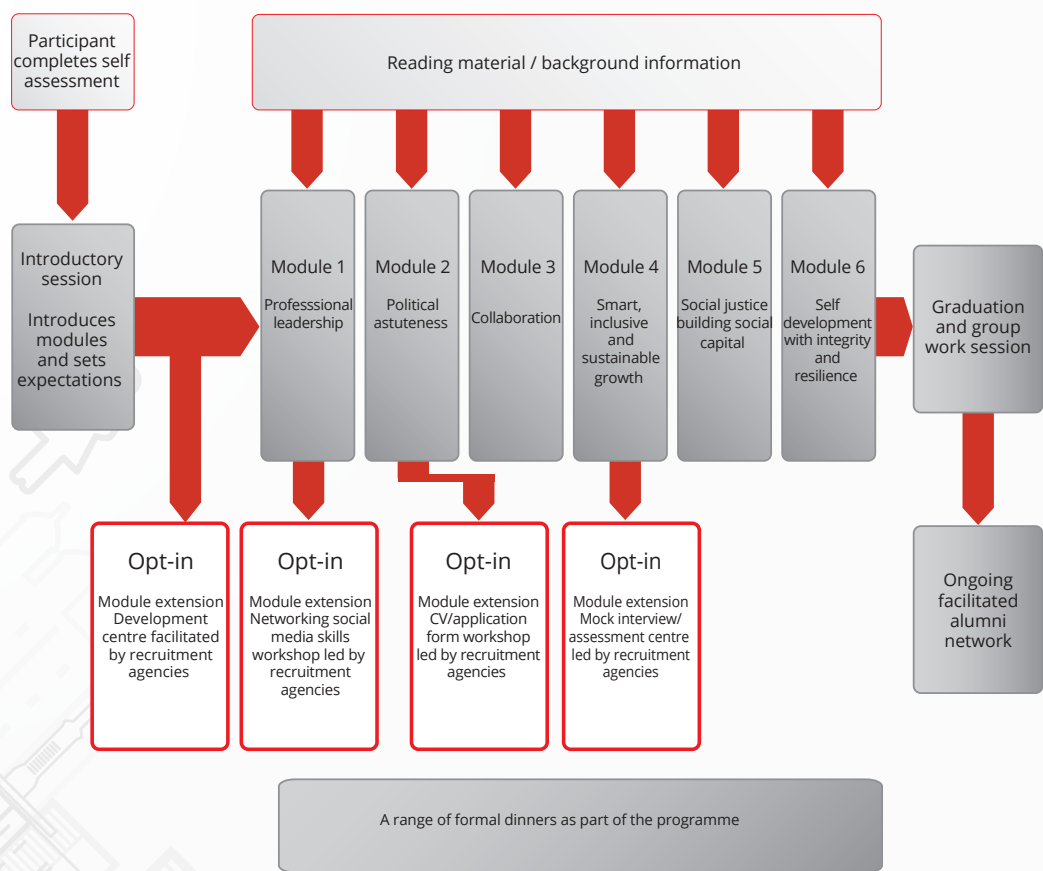 Participant
completes self
assessment
Reading material / background information
Introductory
session
Introduces
modules
and sets
expectations
Module 1
Professsional
leadership
Module 2
Political
astuteness
Module 3
Collaboration
Module 4
Smart,
inclusive
and
sustainable
growth
Module 5
Social justice
building social
capital
Module 6
Self
development
with integrity
and
resilience
Graduation
and group
work session
Opt-in
Module extension
Development
centre facilitated
by recruitment
agencies
Opt-in
Module extension
Networking social
media skills
workshop led by
recruitment
agencies
Opt-in
Module extension
CV/application
form workshop
led by recruitment
agencies
Opt-in
Module extension
Mock interview/
assessment centre
led by recruitment
agencies
Ongoing
facilitated
alumni
network
A range of formal dinners as part of the programme